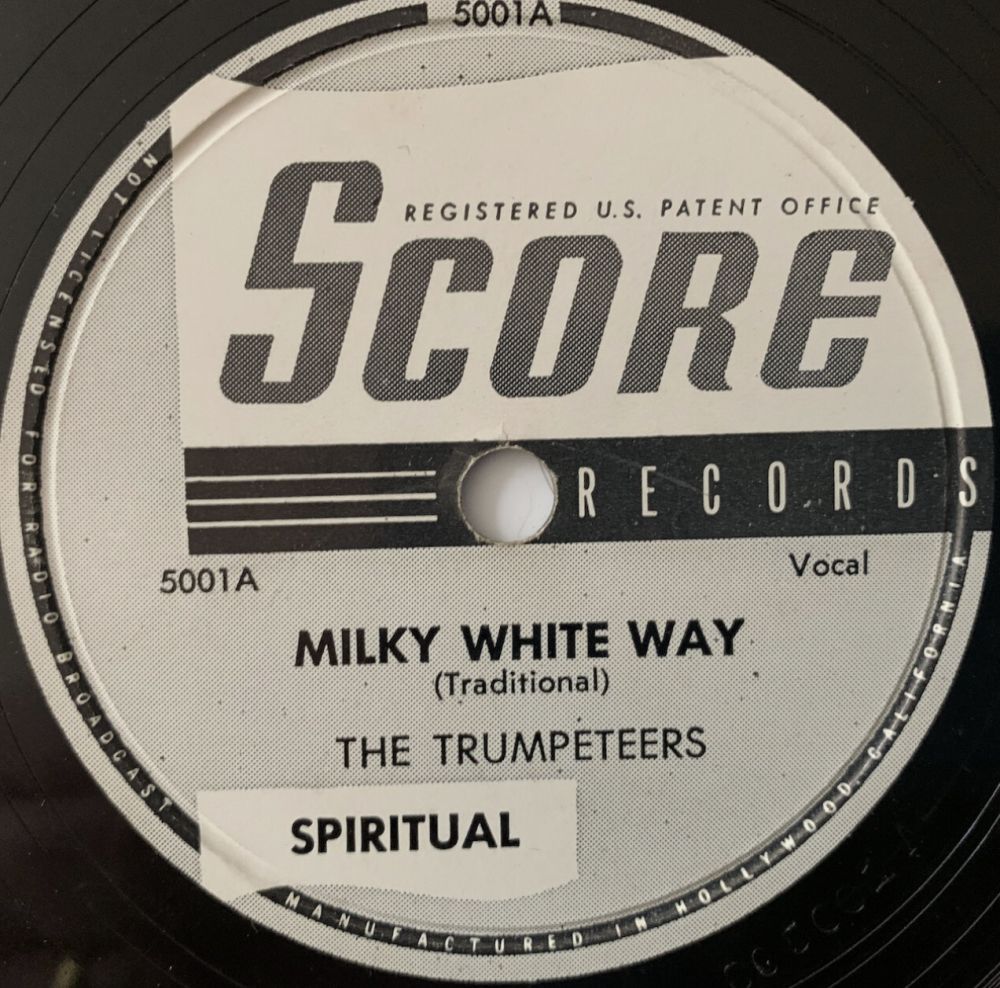 5001A
REGISTERED U.S. PATENT OFFICE
SCORE
RECORDS
5001A
Vocal
MILKY WHITE WAY
(Traditional)
THE TRUMPETEERS
SPIRITUAL
NOT LICENSED FOR RADIO BROADCAST
MANUFACTURED IN HOLLYWOOD, CALIFORNIA